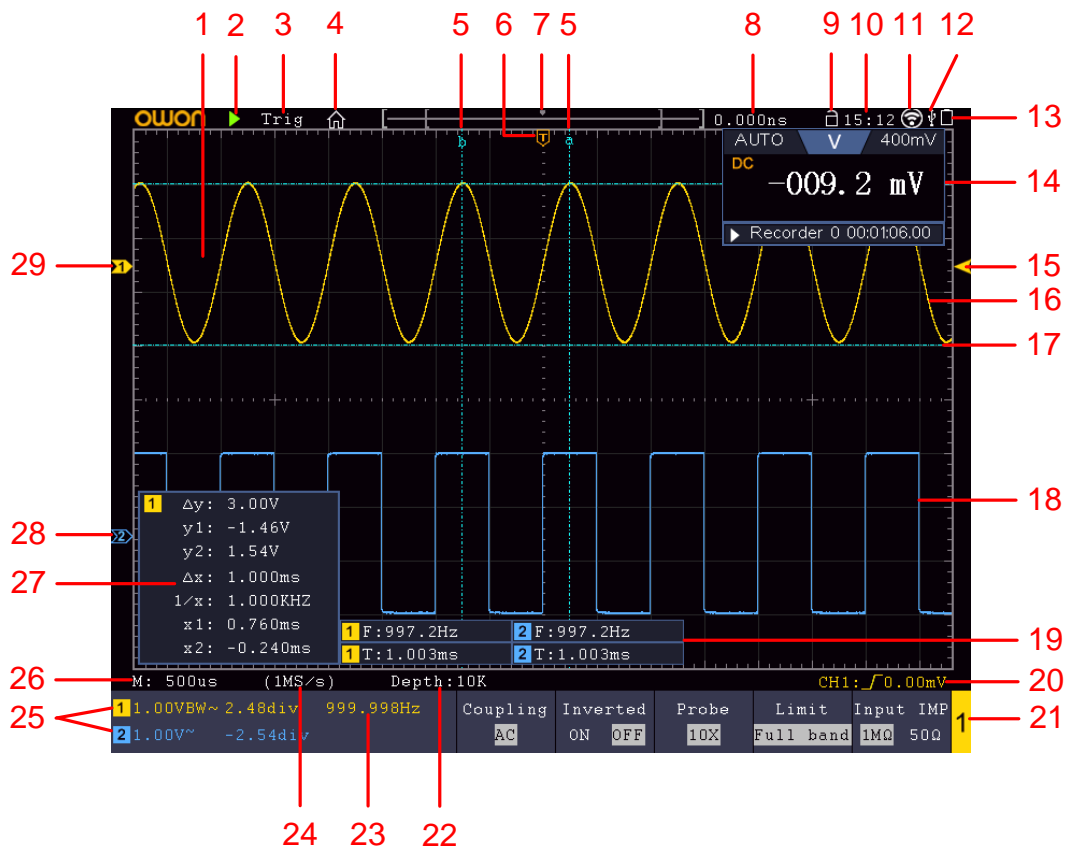 1 2 3 4 5 6 7 5 8 9 10 11 12
owon Trig 0.000ns 15:12
13
b T a
AUTO V 400mV
DC
-009.2 mV
14
Recorder 0 00:01:06.00
29 1 15
16
17
18
1 Δy: 3.00V
y1: -1.46V
28 2
y2: 1.54V
27
Δx: 1.000ms
1/x: 1.000KHZ
x1: 0.760ms
x2: -0.240ms
1 F:997.2Hz 2 F:997.2Hz
1 T:1.003ms 2 T:1.003ms
19
26 M: 500us (1MS/s) Depth:10K CH1: 0.00mV 20
25
1 1.00VBW~ 2.48div 999.998Hz
2 1.00V~ -2.54div
Coupling Inverted Probe Limit Input IMP
AC ON OFF 10X Full band 1MΩ 50Ω
1 21
24 23 22